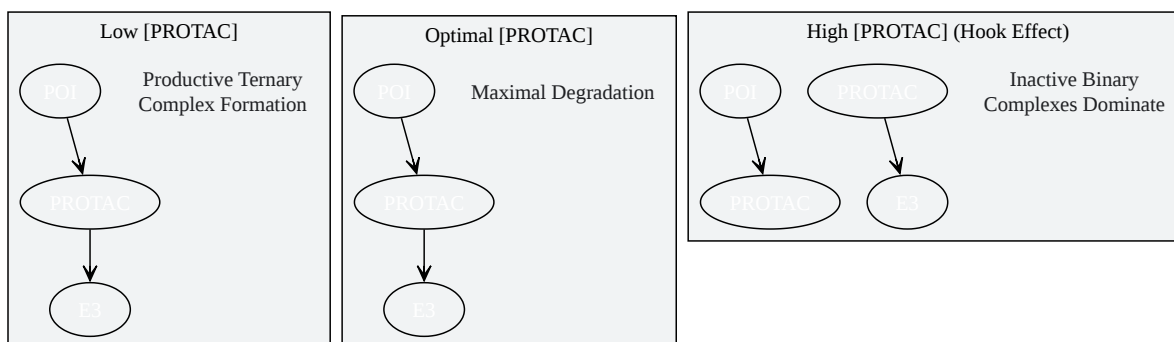 Low [PROTAC]
POI
Productive Ternary
Complex Formation
PROTAC
E3
Optimal [PROTAC]
POI
Maximal Degradation
PROTAC
E3
High [PROTAC] (Hook Effect)
POI
PROTAC
Inactive Binary
Complexes Dominate
PROTAC
E3